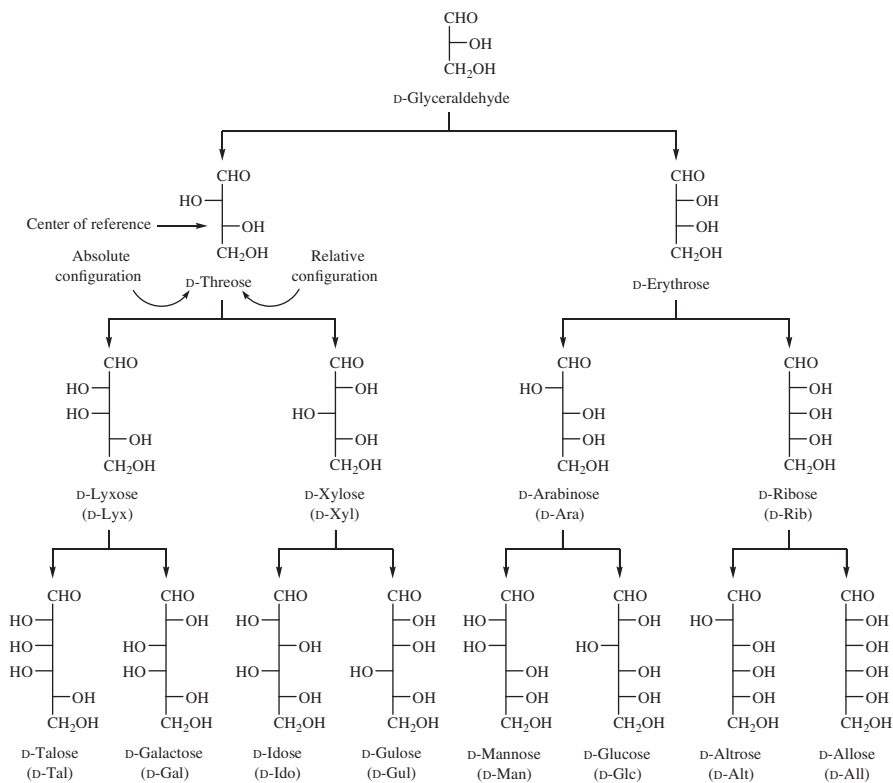 CHO
OH
CH₂OH
D-Glyceraldehyde
CHO
HO
Center of reference
OH
CH₂OH
Absolute
configuration
Relative
configuration
D-Threose
CHO
OH
OH
CH₂OH
D-Erythrose
CHO
HO
HO
OH
CH₂OH
D-Lyxose
(D-Lyx)
CHO
OH
HO
OH
CH₂OH
D-Xylose
(D-Xyl)
CHO
HO
OH
OH
CH₂OH
D-Arabinose
(D-Ara)
CHO
OH
OH
OH
CH₂OH
D-Ribose
(D-Rib)
CHO
HO
HO
HO
OH
CH₂OH
D-Talose
(D-Tal)
CHO
OH
HO
HO
OH
CH₂OH
D-Galactose
(D-Gal)
CHO
HO
OH
HO
OH
CH₂OH
D-Idose
(D-Ido)
CHO
OH
OH
HO
OH
CH₂OH
D-Gulose
(D-Gul)
CHO
HO
HO
OH
OH
CH₂OH
D-Mannose
(D-Man)
CHO
OH
HO
OH
OH
CH₂OH
D-Glucose
(D-Glc)
CHO
HO
OH
OH
OH
CH₂OH
D-Altrose
(D-Alt)
CHO
OH
OH
OH
OH
CH₂OH
D-Allose
(D-All)